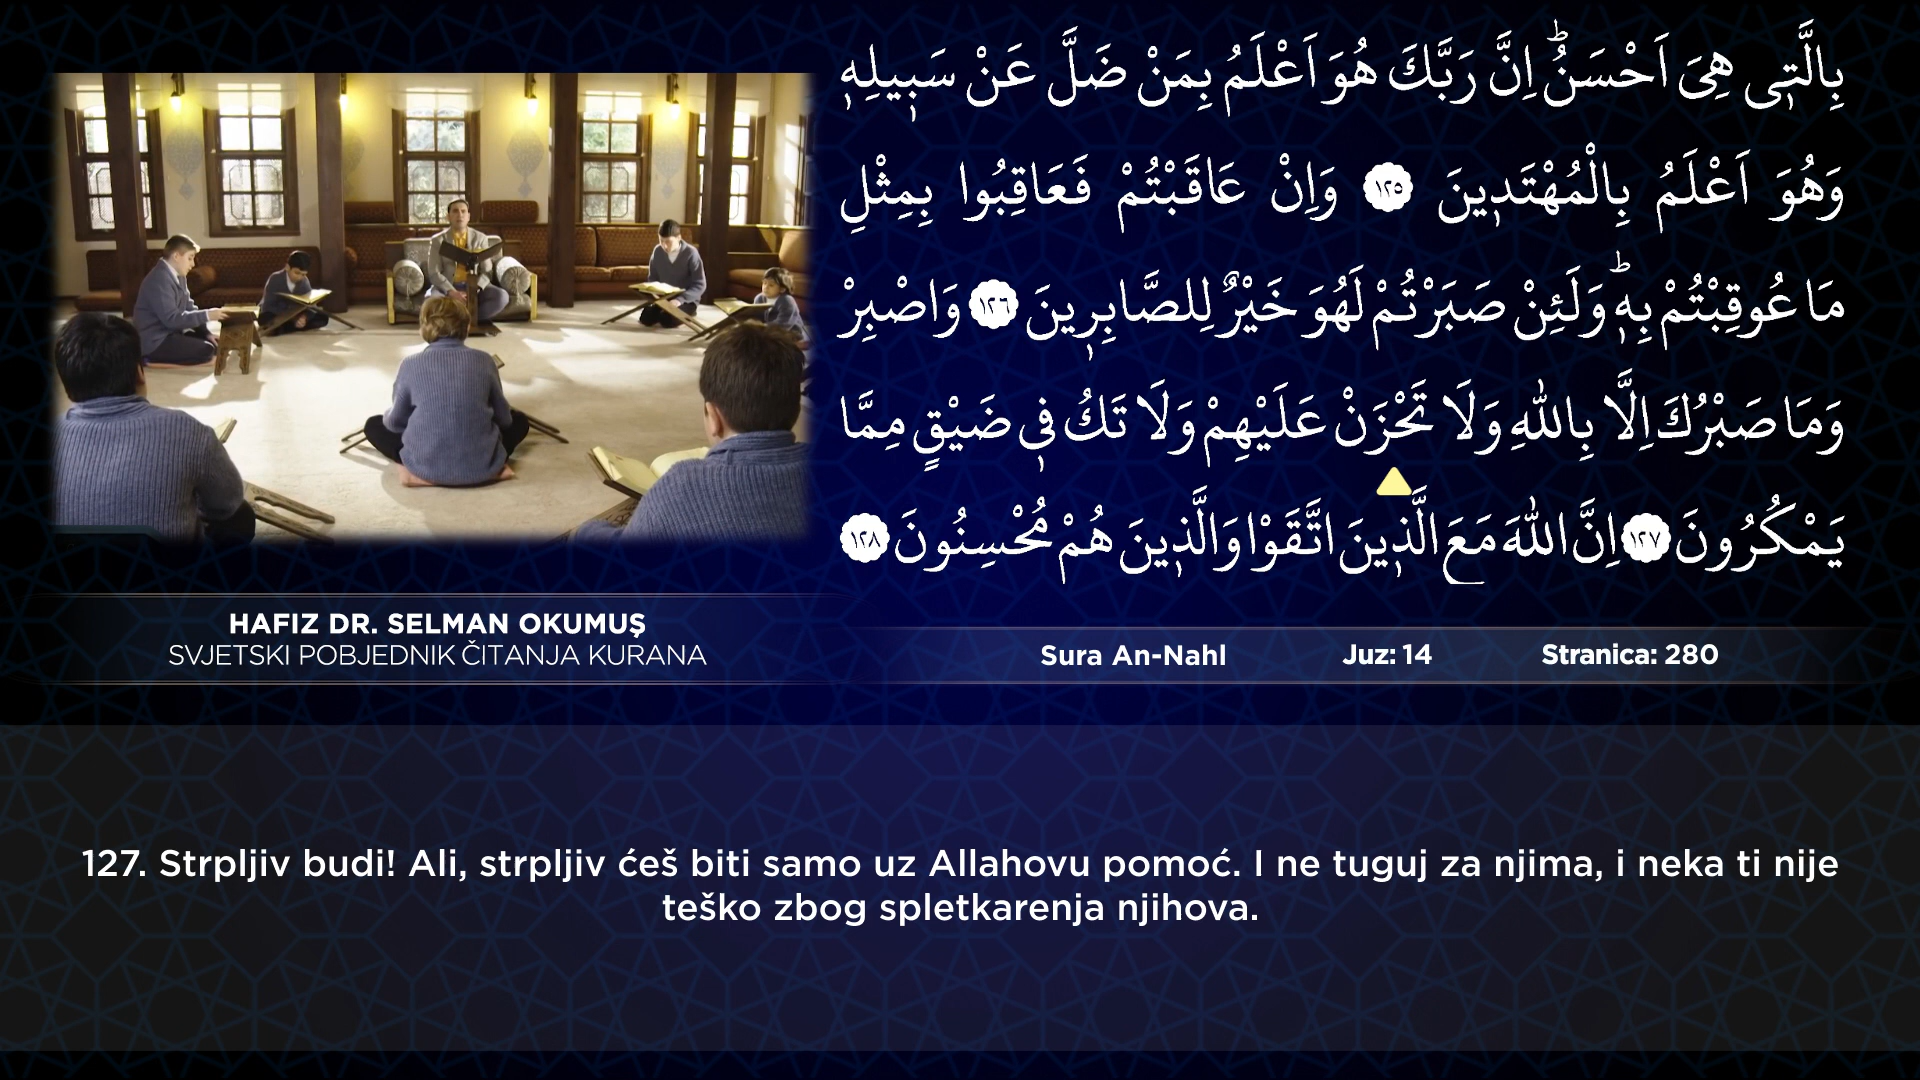 بِالَّتٖى هِىَ اَحْسَنُۜ اِنَّ رَبَّكَ هُوَ اَعْلَمُ بِمَنْ ضَلَّ عَنْ سَبٖيلِهٖ
وَهُوَ اَعْلَمُ بِالْمُهْتَدٖينَ ١٢٥ وَاِنْ عَاقَبْتُمْ فَعَاقِبُوا بِمِثْلِ
مَا عُوقِبْتُمْ بِهٖۜ وَلَئِنْ صَبَرْتُمْ لَهُوَ خَيْرٌ لِلصَّابِرٖينَ ١٢٦ وَاصْبِرْ
وَمَا صَبْرُكَ اِلَّا بِاللّٰهِ وَلَا تَحْزَنْ عَلَيْهِمْ وَلَا تَكُ فٖى ضَيْقٍ مِمَّا
يَمْكُرُونَ ١٢٧ اِنَّ اللّٰهَ مَعَ الَّذٖينَ اتَّقَوْا وَالَّذٖينَ هُمْ مُحْسِنُونَ ١٢٨
HAFIZ DR. SELMAN OKUMUŞ
SVJETSKI POBJEDNIK ČITANJA KURANA
Sura An-Nahl Juz: 14 Stranica: 280
127. Strpljiv budi! Ali, strpljiv ćeš biti samo uz Allahovu pomoć. I ne tuguj za njima, i neka ti nije
teško zbog spletkarenja njihova.